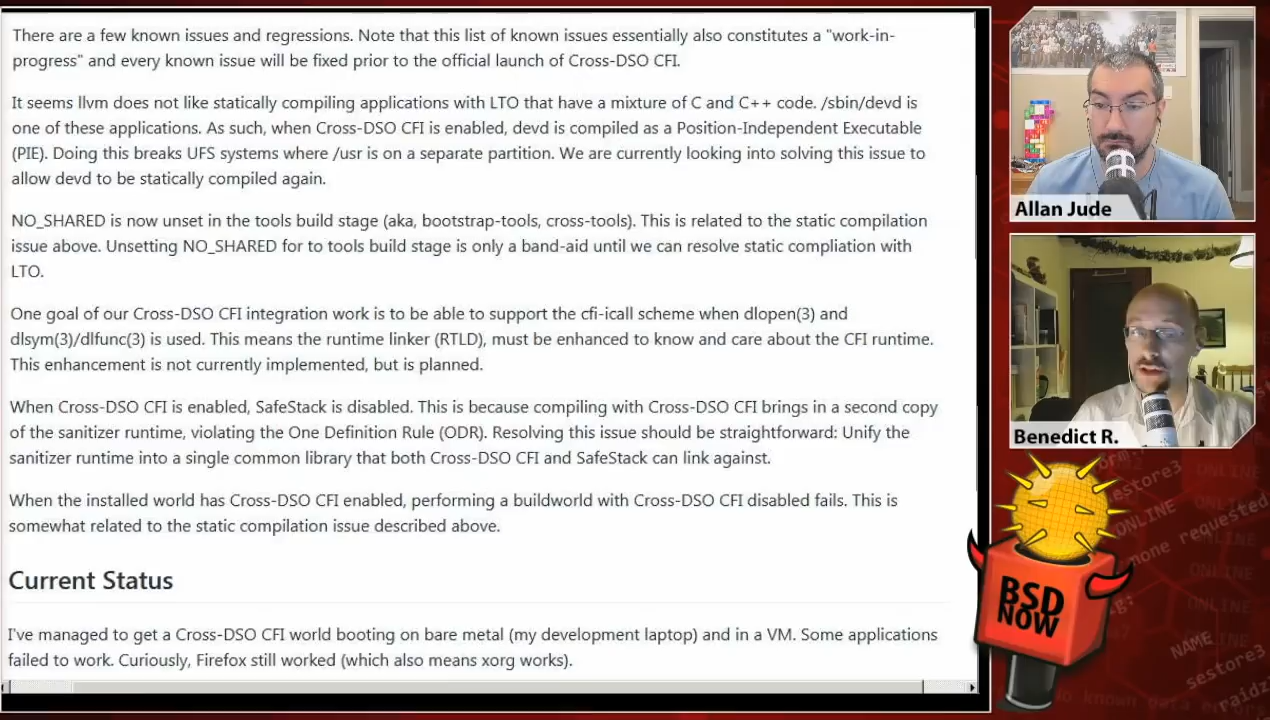 There are a few known issues and regressions. Note that this list of known issues essentially also constitutes a "work-in-
progress" and every known issue will be fixed prior to the official launch of Cross-DSO CFI.
It seems llvm does not like statically compiling applications with LTO that have a mixture of C and C++ code. /sbin/devd is
one of these applications. As such, when Cross-DSO CFI is enabled, devd is compiled as a Position-Independent Executable
(PIE). Doing this breaks UFS systems where /usr is on a separate partition. We are currently looking into solving this issue to
allow devd to be statically compiled again.
NO_SHARED is now unset in the tools build stage (aka, bootstrap-tools, cross-tools). This is related to the static compilation
issue above. Unsetting NO_SHARED for to tools build stage is only a band-aid until we can resolve static compliation with
LTO.
One goal of our Cross-DSO CFI integration work is to be able to support the cfi-icall scheme when dlopen(3) and
dlsym(3)/dlfunc(3) is used. This means the runtime linker (RTLD), must be enhanced to know and care about the CFI runtime.
This enhancement is not currently implemented, but is planned.
When Cross-DSO CFI is enabled, SafeStack is disabled. This is because compiling with Cross-DSO CFI brings in a second copy
of the sanitizer runtime, violating the One Definition Rule (ODR). Resolving this issue should be straightforward: Unify the
sanitizer runtime into a single common library that both Cross-DSO CFI and SafeStack can link against.
When the installed world has Cross-DSO CFI enabled, performing a buildworld with Cross-DSO CFI disabled fails. This is
somewhat related to the static compilation issue described above.
Current Status
I've managed to get a Cross-DSO CFI world booting on bare metal (my development laptop) and in a VM. Some applications
failed to work. Curiously, Firefox still worked (which also means xorg works).
Allan Jude
Benedict R.
BSD
NOW
ONLINE
requested
NAME
sestore3
raidz